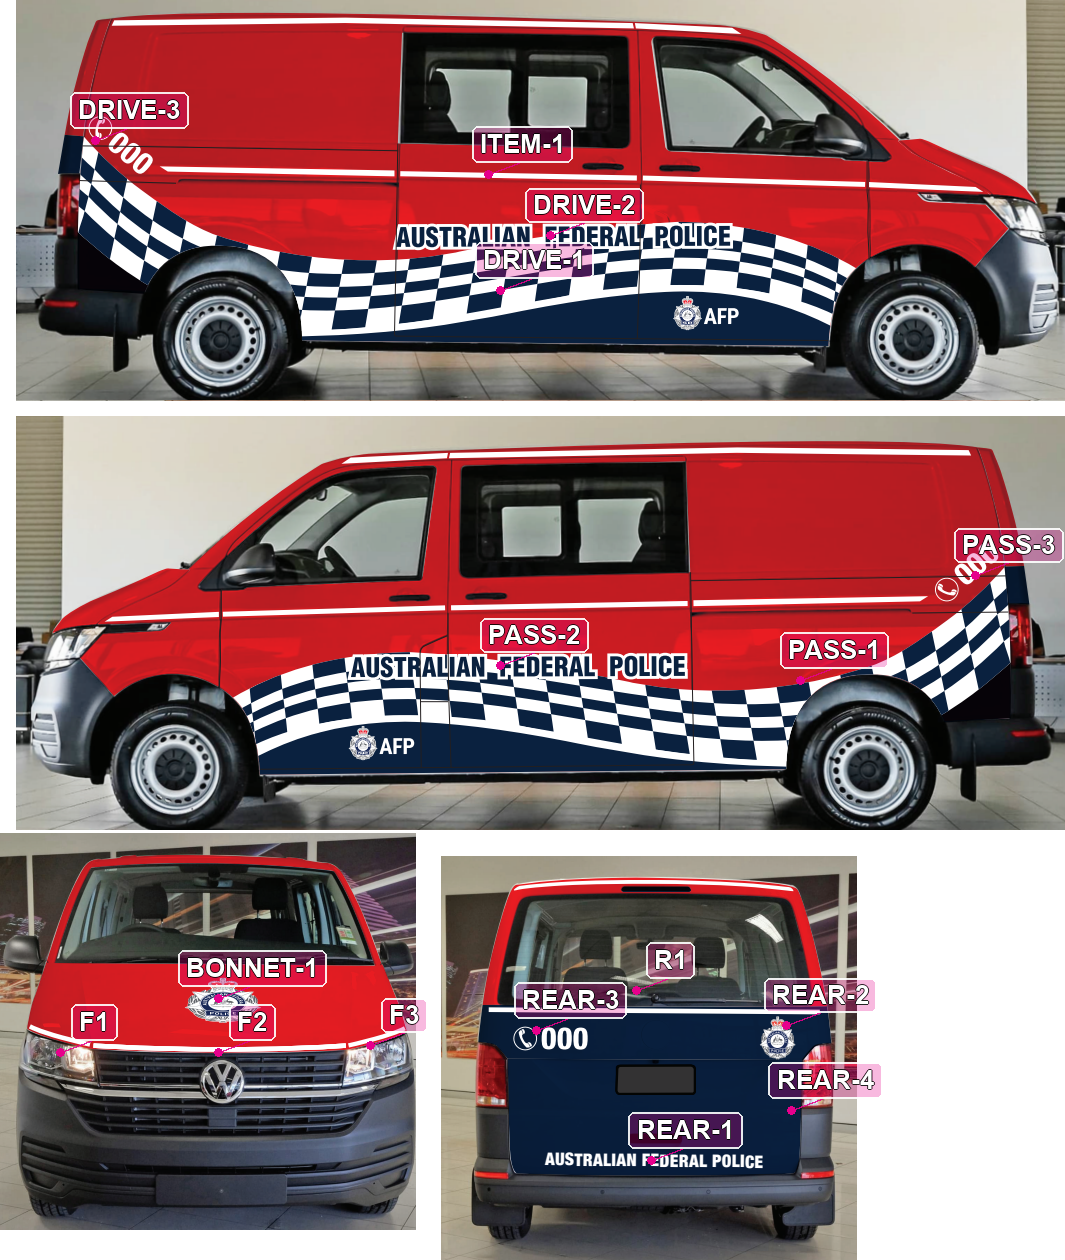 DRIVE-3
000
ITEM-1
DRIVE-2
AUSTRALIAN FEDERAL POLICE
DRIVE-1
AFP
PASS-3
000
PASS-2
PASS-1
AUSTRALIAN FEDERAL POLICE
AFP
BONNET-1
POLICE
F1
F2
F3
R1
REAR-3
REAR-2
000
REAR-4
REAR-1
AUSTRALIAN FEDERAL POLICE